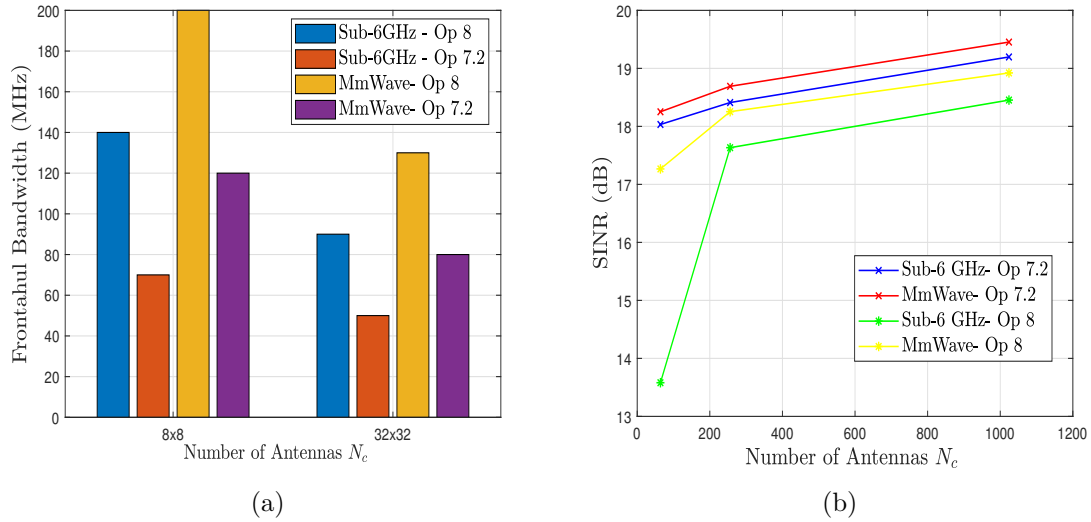 200
180
160
140
120
100
80
60
40
20
0
Frontahul Bandwidth (MHz)
Sub-6GHz - Op 8
Sub-6GHz - Op 7.2
MmWave- Op 8
MmWave- Op 7.2
8x8
32x32
Number of Antennas N_c
(a)
20
19
18
17
16
15
14
13
SINR (dB)
Sub-6 GHz- Op 7.2
MmWave- Op 7.2
Sub-6 GHz- Op 8
MmWave- Op 8
0
200
400
600
800
1000
1200
Number of Antennas N_c
(b)